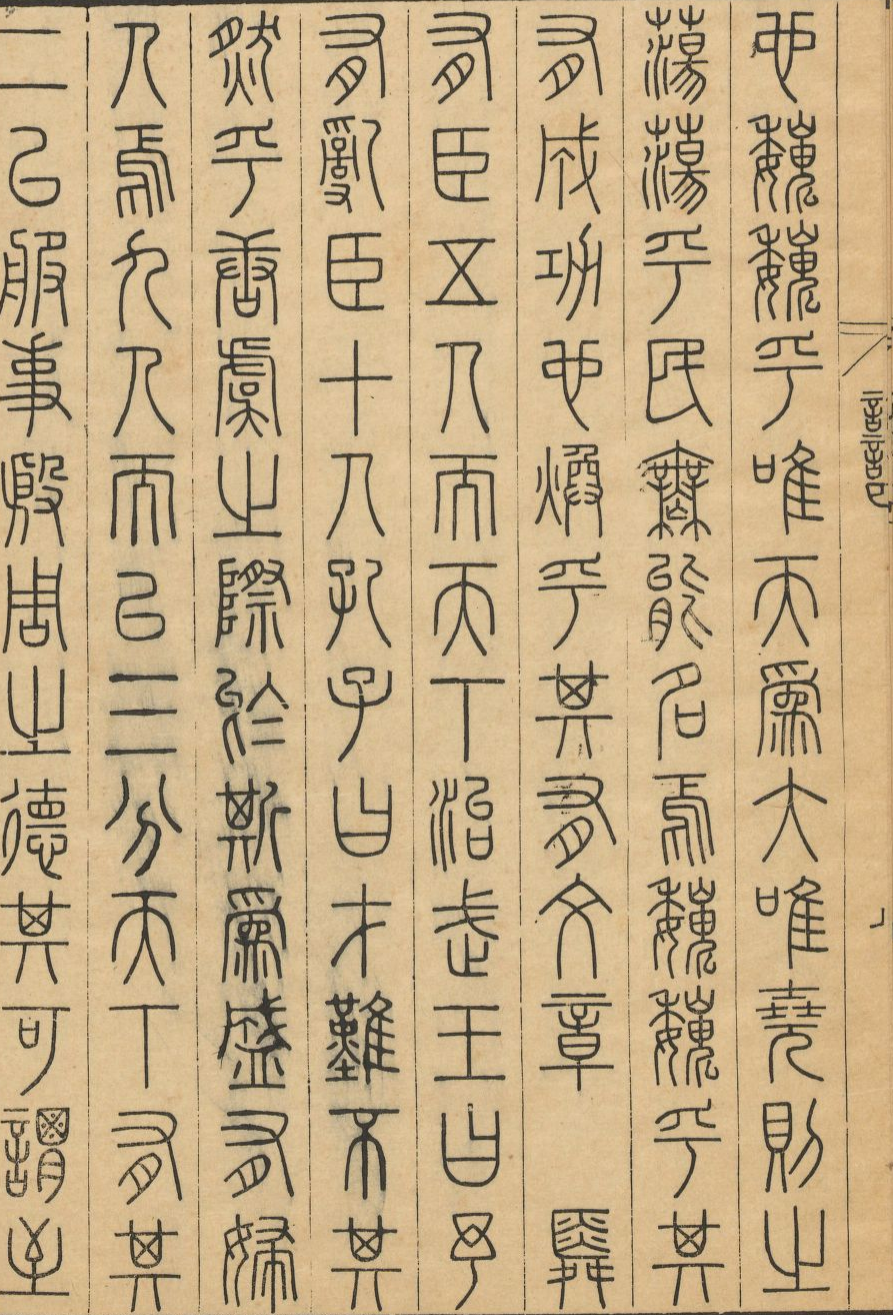 也巍巍乎唯天為大唯堯則之
蕩蕩乎民無能名焉巍巍乎其
有成功也煥乎其有文章 舜
有臣五人而天下治武王曰予
有亂臣十人孔子曰才難不其
然乎唐虞之際於斯為盛有婦
人焉九人而已三分天下有其
二以服事殷周之德其可謂至